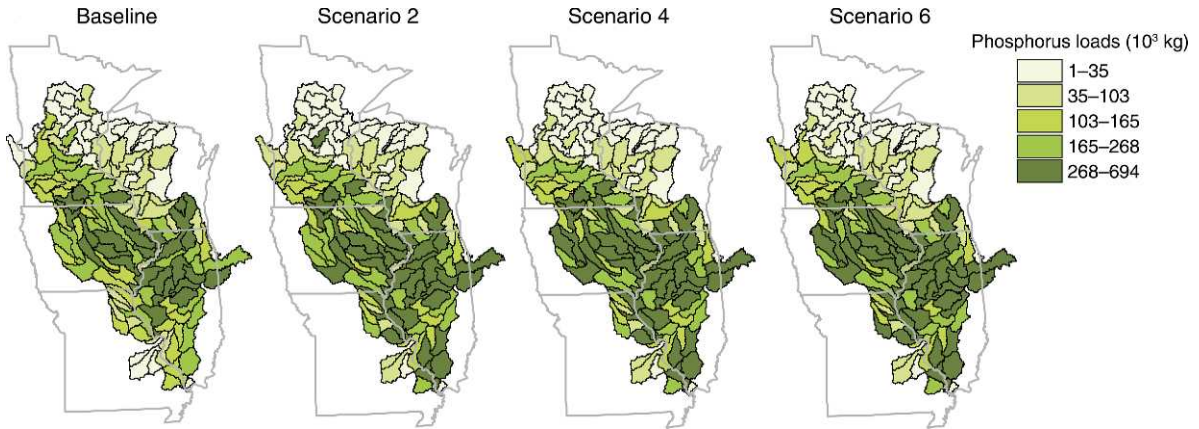 Baseline
Scenario 2
Scenario 4
Scenario 6
Phosphorus loads (10³ kg)
1–35
35–103
103–165
165–268
268–694